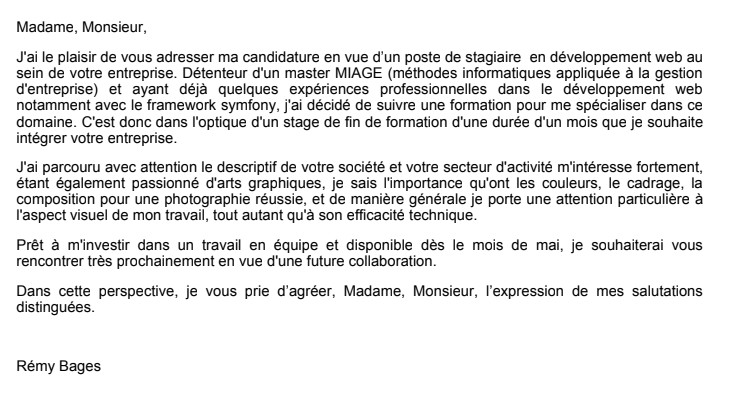 Madame, Monsieur,
J'ai le plaisir de vous adresser ma candidature en vue d’un poste de stagiaire  en développement web au
sein de votre entreprise. Détenteur d'un master MIAGE (méthodes informatiques appliquée à la gestion
d'entreprise) et ayant déjà quelques expériences professionnelles dans le développement web
notamment avec le framework symfony, j'ai décidé de suivre une formation pour me spécialiser dans ce
domaine. C'est donc dans l'optique d'un stage de fin de formation d'une durée d'un mois que je souhaite
intégrer votre entreprise.
J'ai parcouru avec attention le descriptif de votre société et votre secteur d'activité m'intéresse fortement,
étant également passionné d'arts graphiques, je sais l'importance qu'ont les couleurs, le cadrage, la
composition pour une photographie réussie, et de manière générale je porte une attention particulière à
l'aspect visuel de mon travail, tout autant qu'à son efficacité technique.
Prêt à m'investir dans un travail en équipe et disponible dès le mois de mai, je souhaiterai vous
rencontrer très prochainement en vue d'une future collaboration.
Dans cette perspective, je vous prie d’agréer, Madame, Monsieur, l’expression de mes salutations
distinguées.
Rémy Bages